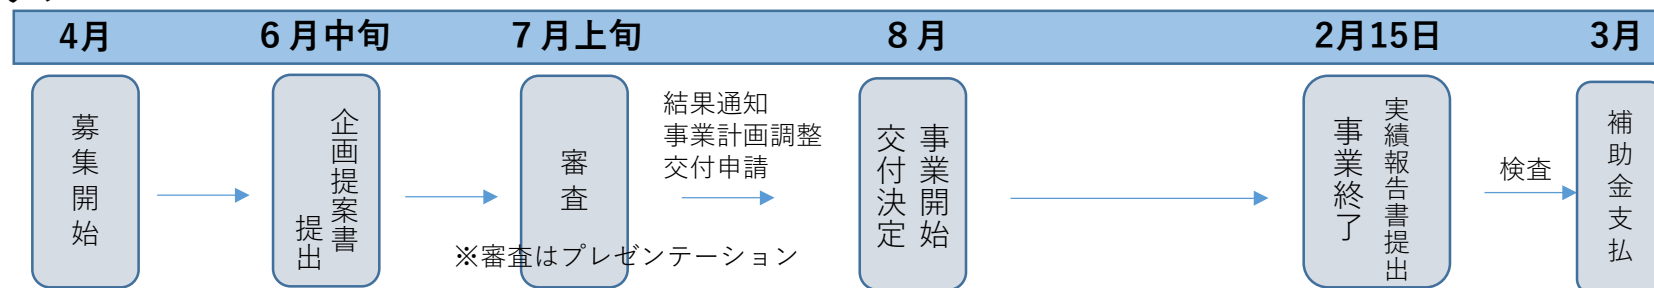 4月
６月中旬
７月上旬
８月
2月15日
3月
募集開始
企画提案書
提出
審査
※審査はプレゼンテーション
結果通知
事業計画調整
交付申請
事業開始
交付決定
実績報告書提出
事業終了
検査
補助金支払